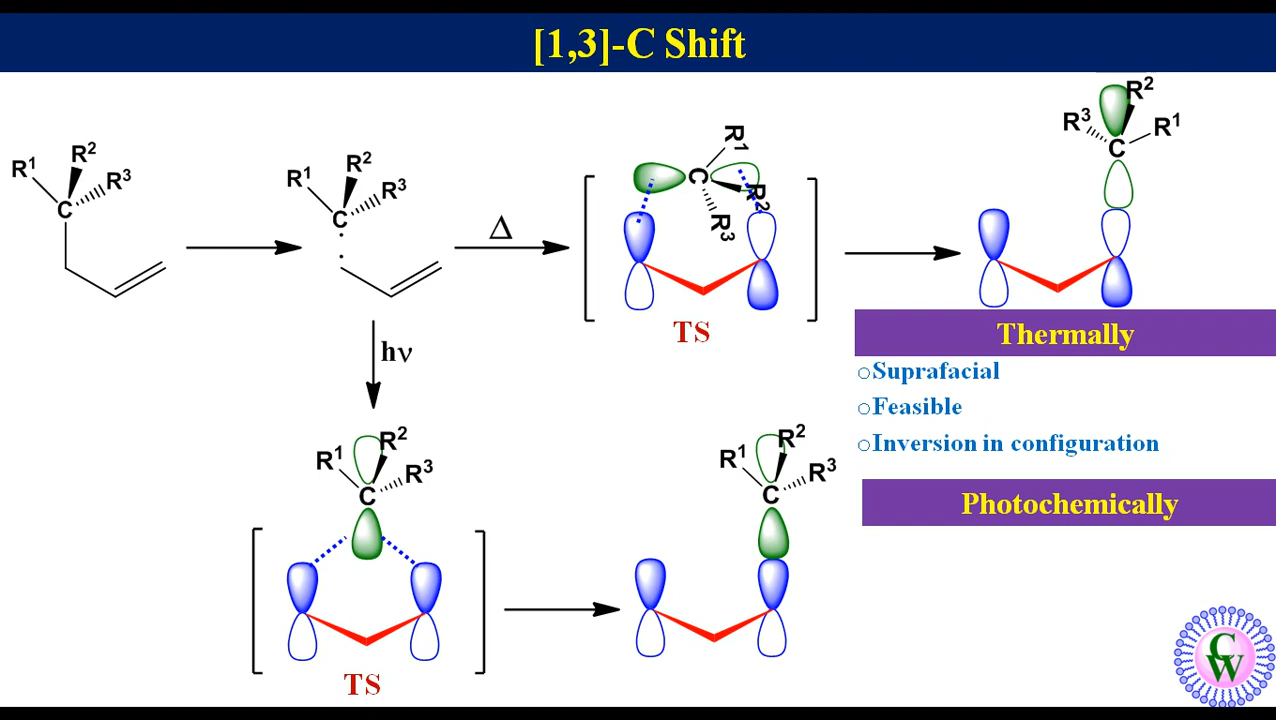 [1,3]-C Shift
R¹ R² R³ C
R¹ R² R³ C
Δ
R¹ C R² R³
TS
R² R³ R¹ C
hν
Thermally
○Suprafacial
○Feasible
○Inversion in configuration
R² R¹ R³ C
TS
R² R¹ R³ C
Photochemically
C
W